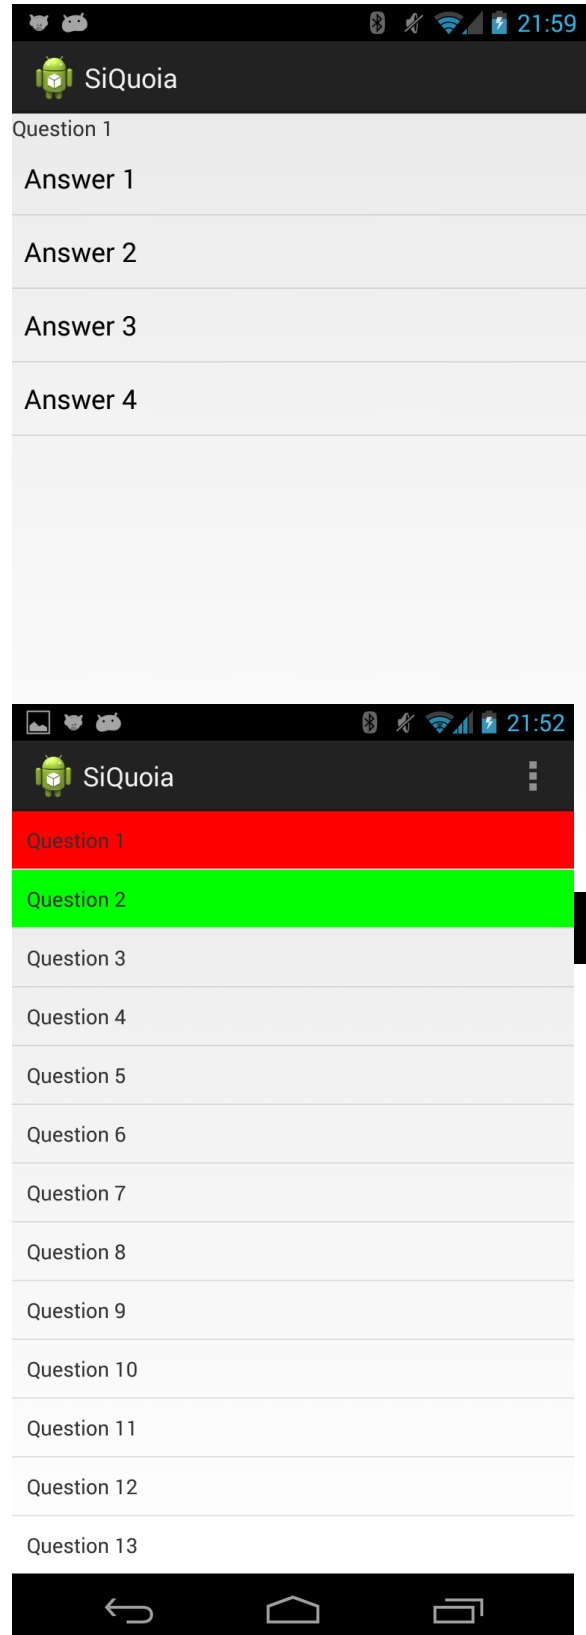 21:59
SiQuoia
Question 1
Answer 1
Answer 2
Answer 3
Answer 4
21:52
SiQuoia
Question 1
Question 2
Question 3
Question 4
Question 5
Question 6
Question 7
Question 8
Question 9
Question 10
Question 11
Question 12
Question 13